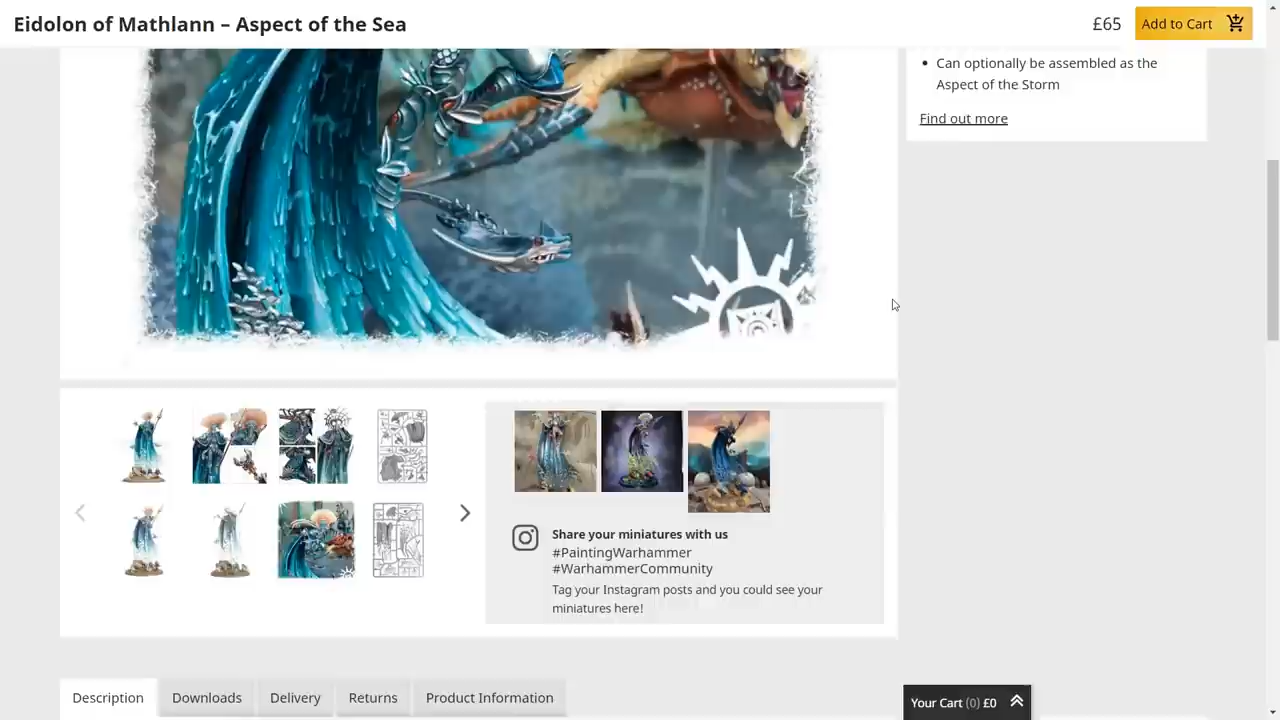 Eidolon of Mathlann – Aspect of the Sea
£65
Add to Cart
Can optionally be assembled as the
Aspect of the Storm
Find out more
Share your miniatures with us
#PaintingWarhammer
#WarhammerCommunity
Tag your Instagram posts and you could see your
miniatures here!
Description
Downloads
Delivery
Returns
Product Information
Your Cart (0) £0